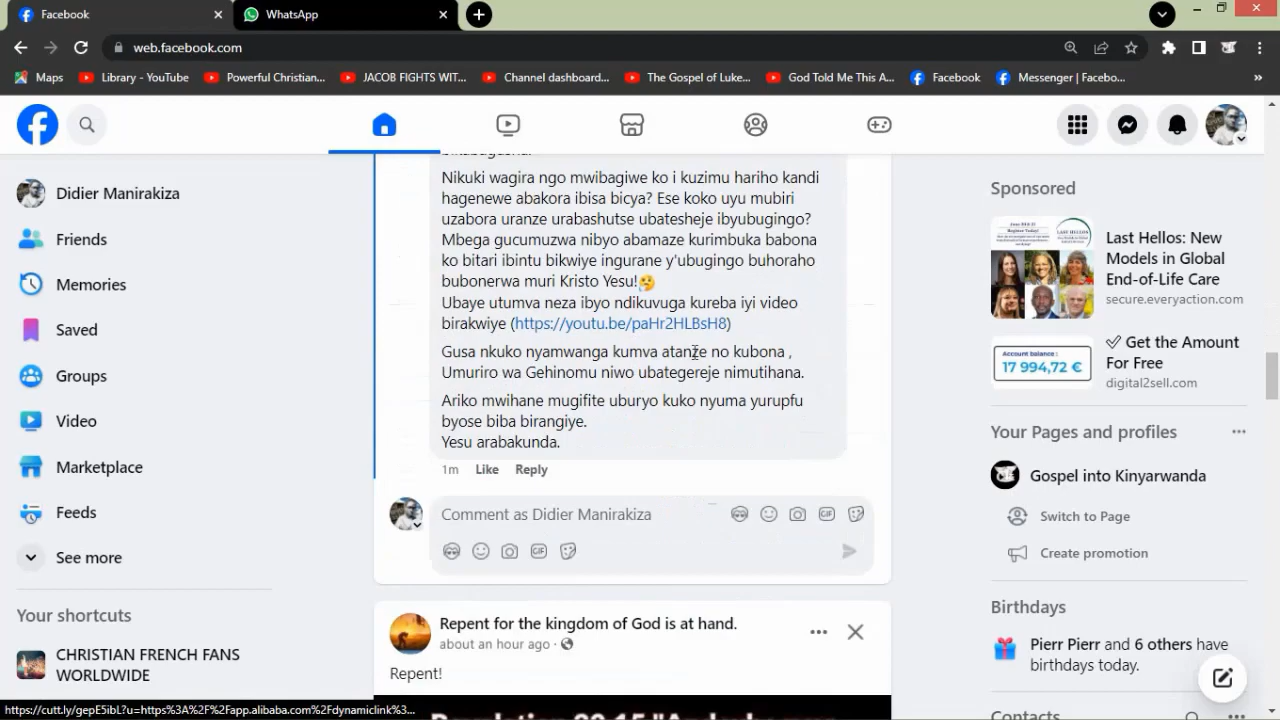 Facebook
WhatsApp
web.facebook.com
Maps
Library - YouTube
Powerful Christian...
JACOB FIGHTS WIT...
Channel dashboard...
The Gospel of Luke...
God Told Me This A...
Facebook
Messenger | Facebo...
Didier Manirakiza
Friends
Memories
Saved
Groups
Video
Marketplace
Feeds
See more
Your shortcuts
CHRISTIAN FRENCH FANS
WORLDWIDE
Nikuki wagira ngo mwibagiwe ko i kuzimu hariho kandi
hagenewe abakora ibisa bicya? Ese koko uyu mubiri
uzabora uranze urabashutse ubatesheje ibyubugingo?
Mbega gucumuzwa nibyo abamaze kurimbuka babona
ko bitari ibintu bikwiye ingurane y'ubugingo buhoraho
bubonerwa muri Kristo Yesu!🤔
Ubaye utumva neza ibyo ndikuvuga kureba iyi video
birakwiye (https://youtu.be/paHr2HLBsH8)
Gusa nkuko nyamwanga kumva atanze no kubona ,
Umuriro wa Gehinomu niwo ubategereje nimutihana.
Ariko mwihane mugifite uburyo kuko nyuma yurupfu
byose biba birangiye.
Yesu arabakunda.
1m Like Reply
Comment as Didier Manirakiza
GIF
GIF
Repent for the kingdom of God is at hand.
about an hour ago ·
Repent!
Sponsored
Last Hellos: New
Models in Global
End-of-Life Care
secure.everyaction.com
Account balance:
17 994,72 €
✓ Get the Amount
For Free
digital2sell.com
Your Pages and profiles
Gospel into Kinyarwanda
Switch to Page
Create promotion
Birthdays
Pierr Pierr and 6 others have
birthdays today.
Contacts
https://cutt.ly/gepE5ibL?u=https%3A%2F%2Fapp.alibaba.com%2Fdynamiclink...